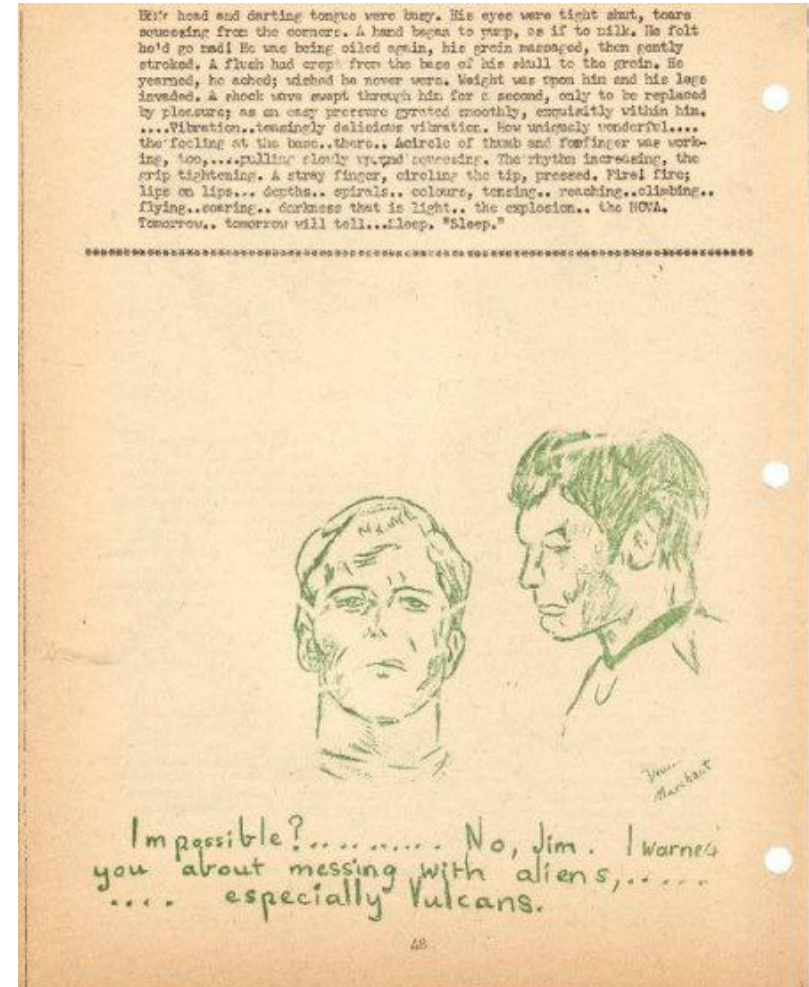 head and darting tongue were busy. His eyes were tight shut, tears
squeezing from the corners. A hand began to pump, as if to milk. He felt
he'd go mad! He was being oiled again, his groin massaged, then gently
stroked. A flush had crept from the base of his skull to the groin. He
yearned, he ached; wished he never were. Weight was upon him and his legs
invaded. A shock wave swept through him for a second, only to be replaced
by pleasure; as an easy pressure gyrated smoothly, exquisitly within him.
....Vibration..teasingly delicious vibration. How uniquely wonderful....
the feeling at the base..there.. Acircle of thumb and forfinger was work-
ing, too,....pulling slowly and squeezing. The rhythm increasing, the
grip tightening. A stray finger, circling the tip, pressed. Fire! fire;
lips on lips... depths.. spirals.. colours, tensing.. reaching..climbing..
flying..soaring.. darkness that is light.. the explosion.. the NOVA.
Tomorrow.. tomorrow will tell...Sleep. "Sleep."
Marchant
Impossible?.......... No, Jim. I warned
you about messing with aliens,.....
.... especially Vulcans.
48